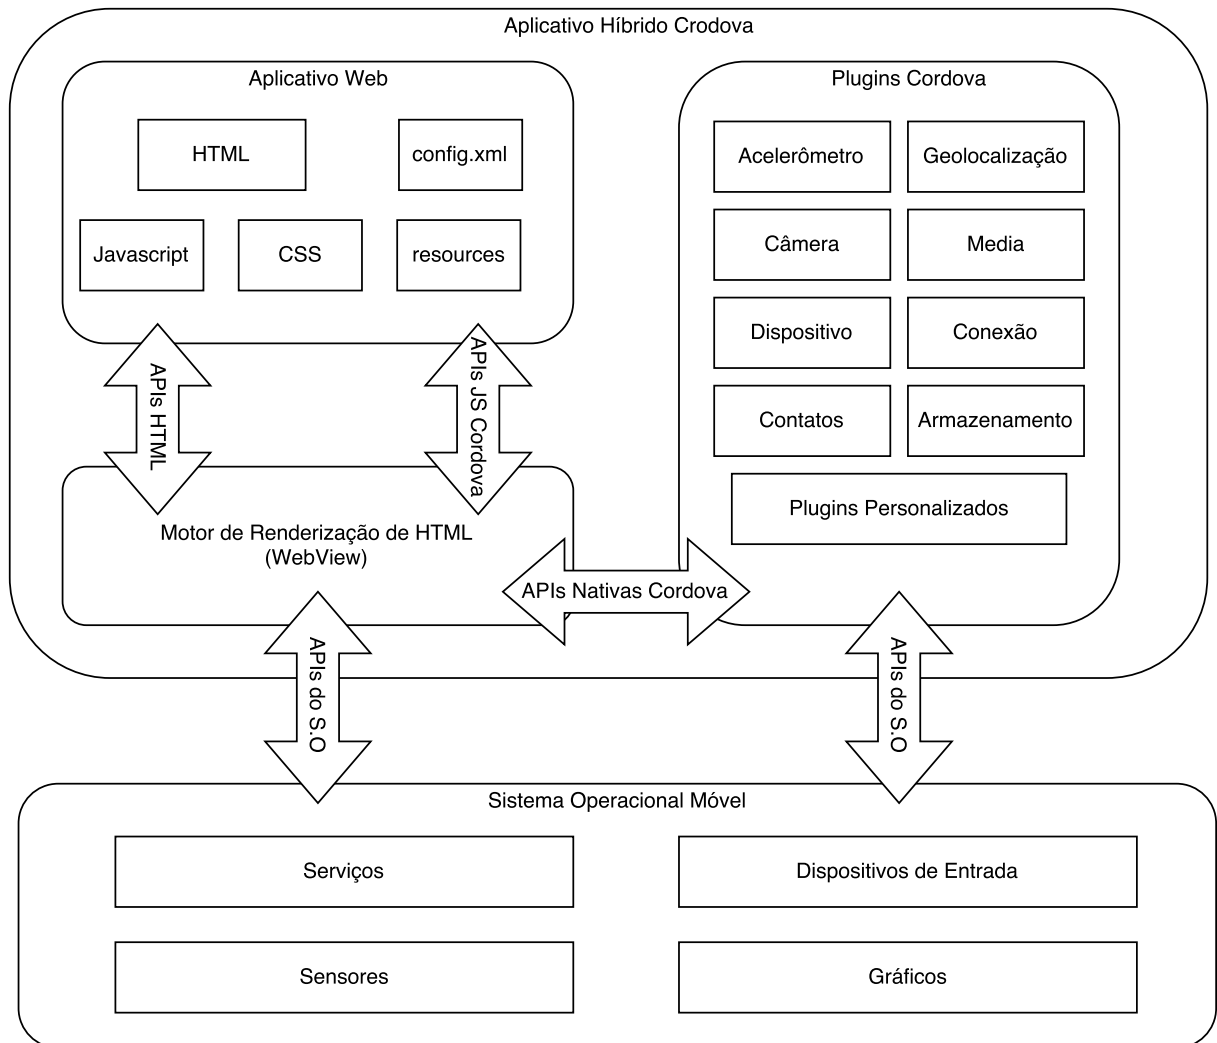 Aplicativo Híbrido Crodova
Aplicativo Web
HTML
config.xml
Javascript
CSS
resources
Plugins Cordova
Acelerômetro
Geolocalização
Câmera
Media
Dispositivo
Conexão
Contatos
Armazenamento
Plugins Personalizados
APIs HTML
APIs JS Cordova
Motor de Renderização de HTML
(WebView)
APIs Nativas Cordova
APIs do S.O
APIs do S.O
Sistema Operacional Móvel
Serviços
Dispositivos de Entrada
Sensores
Gráficos